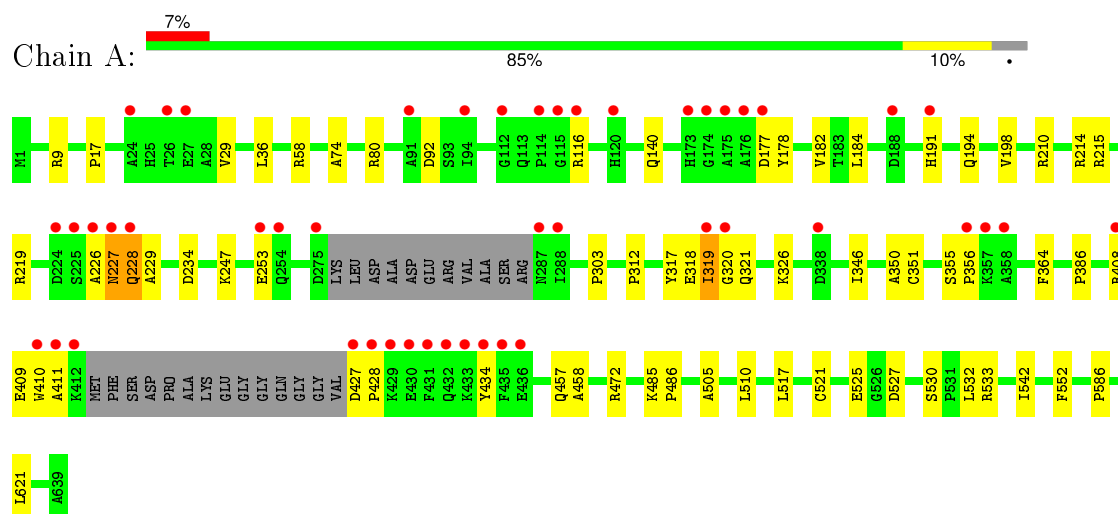 7%
Chain A:
85% 10% •
M1 R9 P17 A24 H25 T26 E27 A28 V29 L36 R58 A74 R80 A91 D92 S93 I94 G112 Q113 P114 G115 R116 H120 Q140 H173 G174 A175 A176 D177 Y178 V182 T183 L184 D188 H191 Q194 V198 R210 R214 R215
R219 D224 S225 A226 N227 Q228 A229 D234 K247 E253 Q254 D275 LYS LEU ASP ALA ASP GLU ARG VAL ALA SER ARG N287 I288 P303 P312 Y317 E318 I319 G320 Q321 K326 D338 I346 A350 C351 S355 P356 K357 A358 F364 P386 R408
E409 W410 A411 K412 MET PHE SER ASP PRO ALA LYS GLU GLY GLY GLN GLY GLY VAL D427 P428 K429 E430 F431 Q432 K433 Y434 F435 E436 Q457 A458 R472 K485 P486 A505 L510 L517 C521 E525 G526 D527 S530 P531 L532 R533 I542 F552 P586
L621 A639